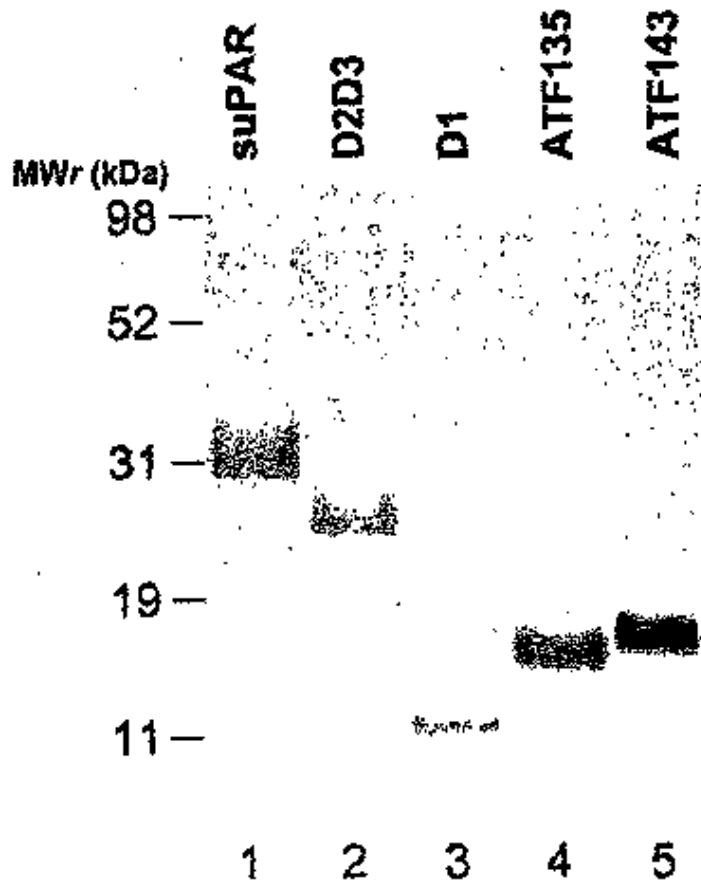 suPAR
D2D3
D1
ATF135
ATF143
MWr (kDa)
98
52
31
19
11
1 2 3 4 5